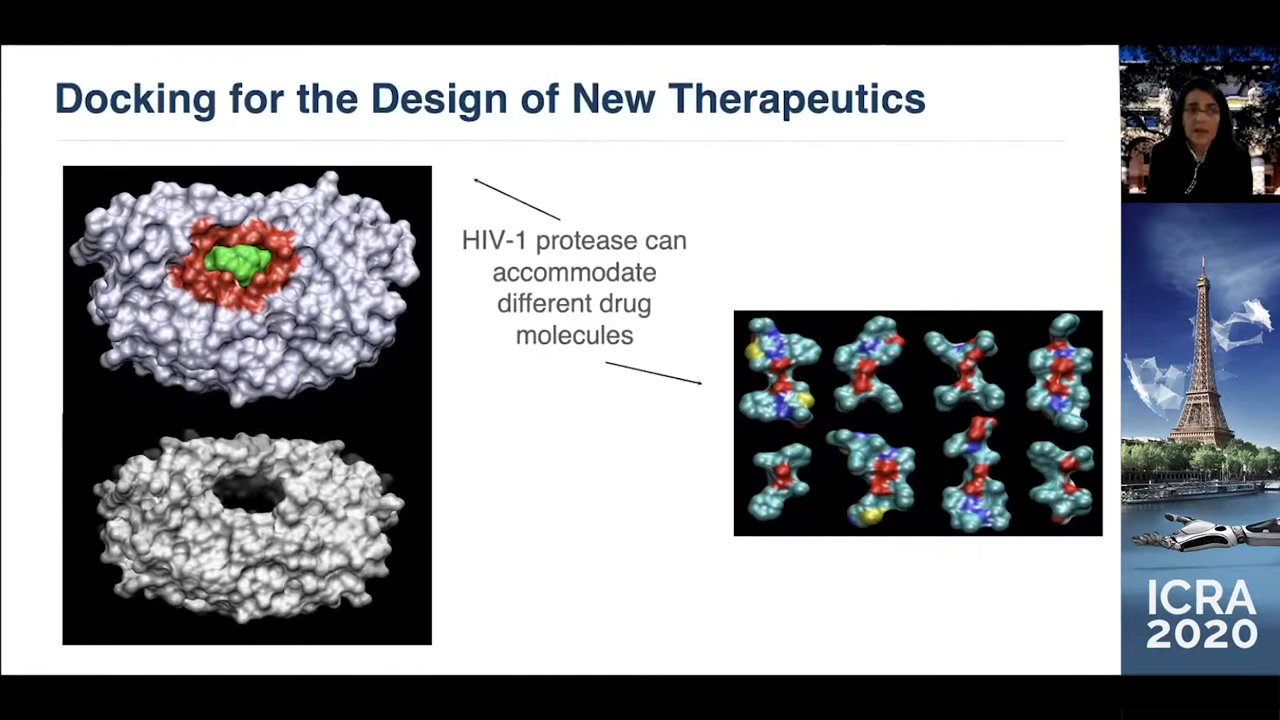 Docking for the Design of New Therapeutics
HIV-1 protease can
accommodate
different drug
molecules
ICRA
2020